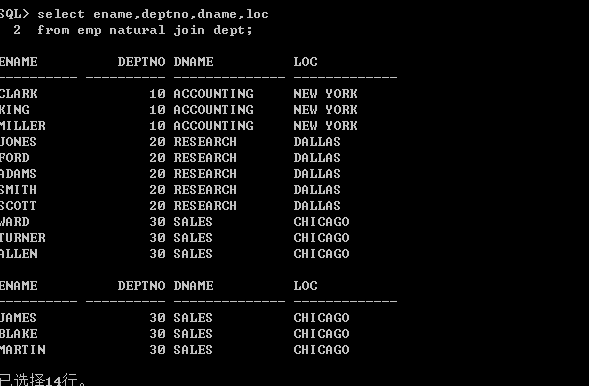 SQL> select ename,deptno,dname,loc
2 from emp natural join dept;
ENAME DEPTNO DNAME LOC
---------- ---------- -------------- -------------
CLARK 10 ACCOUNTING NEW YORK
KING 10 ACCOUNTING NEW YORK
MILLER 10 ACCOUNTING NEW YORK
JONES 20 RESEARCH DALLAS
FORD 20 RESEARCH DALLAS
ADAMS 20 RESEARCH DALLAS
SMITH 20 RESEARCH DALLAS
SCOTT 20 RESEARCH DALLAS
WARD 30 SALES CHICAGO
TURNER 30 SALES CHICAGO
ALLEN 30 SALES CHICAGO
ENAME DEPTNO DNAME LOC
---------- ---------- -------------- -------------
JAMES 30 SALES CHICAGO
BLAKE 30 SALES CHICAGO
MARTIN 30 SALES CHICAGO
已选择14行。